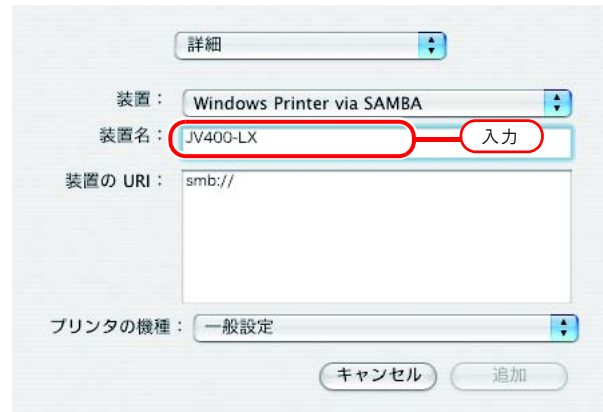 詳細
装置： Windows Printer via SAMBA
装置名： JV400-LX 入力
装置の URI： smb://
プリンタの機種： 一般設定
キャンセル 追加